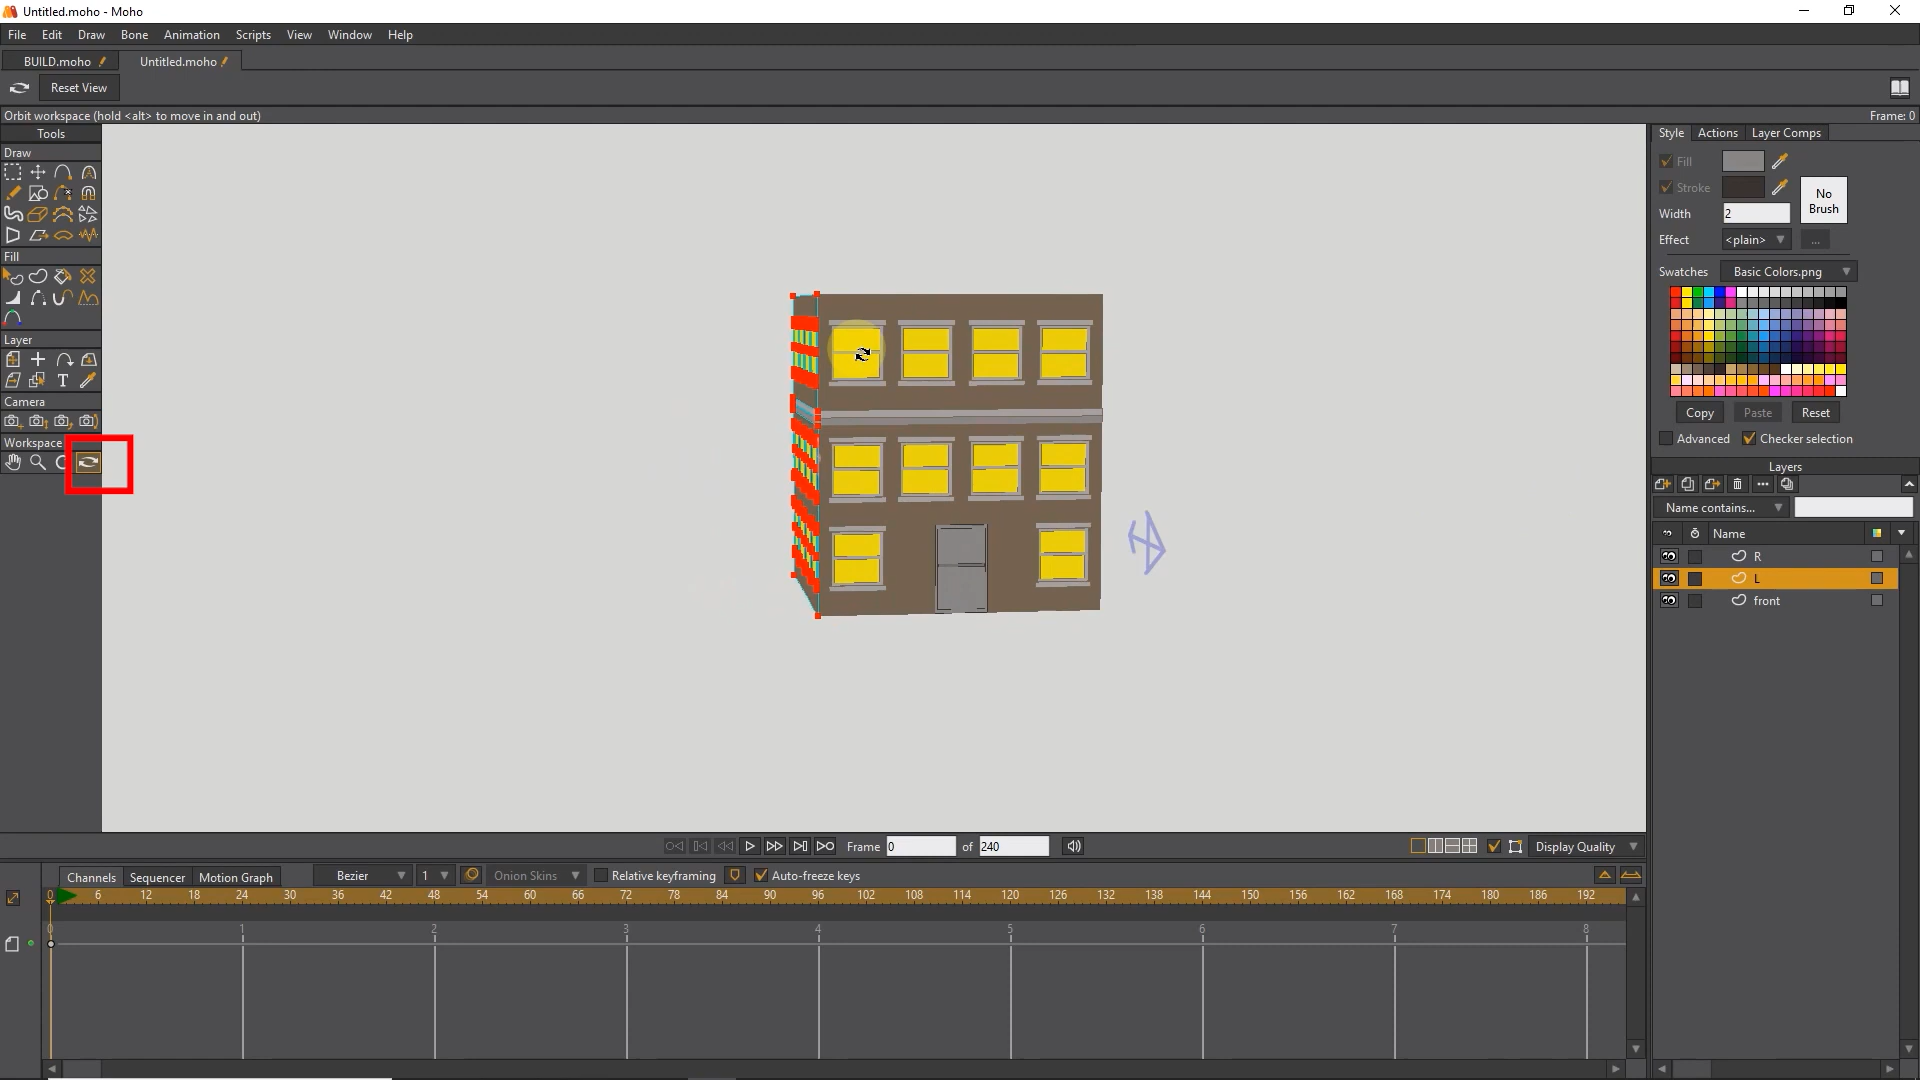 Untitled.moho - Moho
File Edit Draw Bone Animation Scripts View Window Help
BUILD.moho Untitled.moho
Reset View
Orbit workspace (hold <alt> to move in and out) Frame: 0
Tools
Draw
Fill
Layer
T
Camera
Workspace
Style Actions Layer Comps
Fill
Stroke
No Brush
Width 2
Effect <plain> ...
Swatches Basic Colors.png
Copy Paste Reset
Advanced Checker selection
Layers
Name contains...
Name
R
L
front
Frame 0 of 240 Display Quality
Channels Sequencer Motion Graph Bezier 1 Onion Skins Relative keyframing Auto-freeze keys
0 6 12 18 24 30 36 42 48 54 60 66 72 78 84 90 96 102 108 114 120 126 132 138 144 150 156 162 168 174 180 186 192
0 1 2 3 4 5 6 7 8